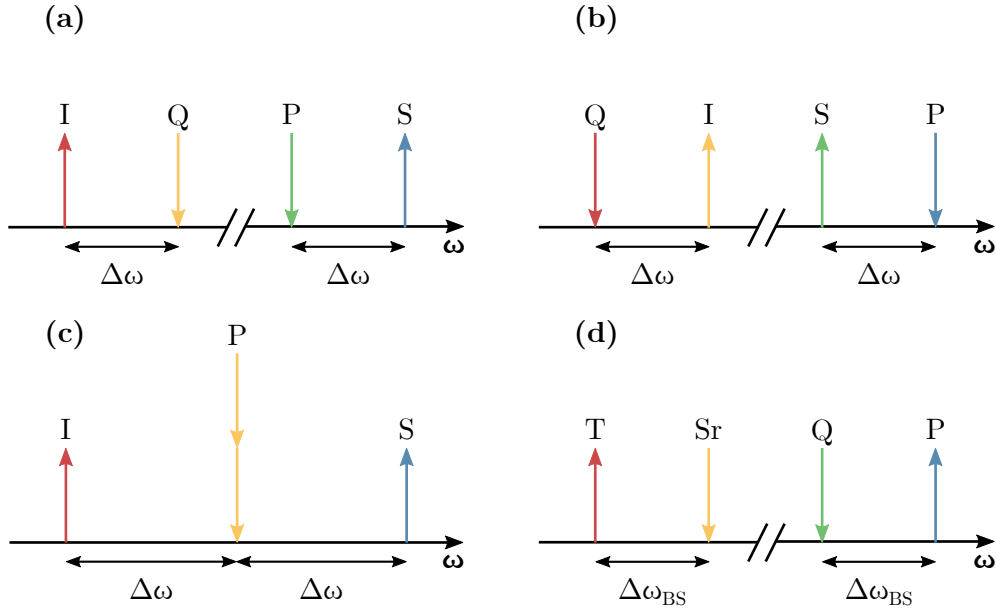 (a)
I Q P S
ω
Δω Δω
(b)
Q I S P
ω
Δω Δω
(c)
P
I S
ω
Δω Δω
(d)
T Sr Q P
ω
Δω_BS Δω_BS